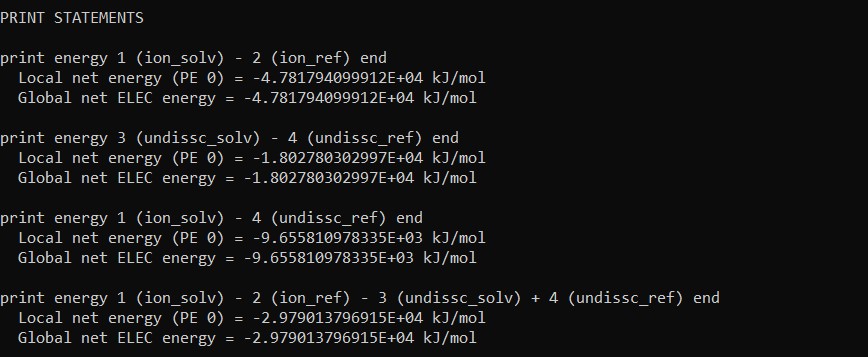 PRINT STATEMENTS
print energy 1 (ion_solv) - 2 (ion_ref) end
Local net energy (PE 0) = -4.781794099912E+04 kJ/mol
Global net ELEC energy = -4.781794099912E+04 kJ/mol
print energy 3 (undissc_solv) - 4 (undissc_ref) end
Local net energy (PE 0) = -1.802780302997E+04 kJ/mol
Global net ELEC energy = -1.802780302997E+04 kJ/mol
print energy 1 (ion_solv) - 4 (undissc_ref) end
Local net energy (PE 0) = -9.655810978335E+03 kJ/mol
Global net ELEC energy = -9.655810978335E+03 kJ/mol
print energy 1 (ion_solv) - 2 (ion_ref) - 3 (undissc_solv) + 4 (undissc_ref) end
Local net energy (PE 0) = -2.979013796915E+04 kJ/mol
Global net ELEC energy = -2.979013796915E+04 kJ/mol